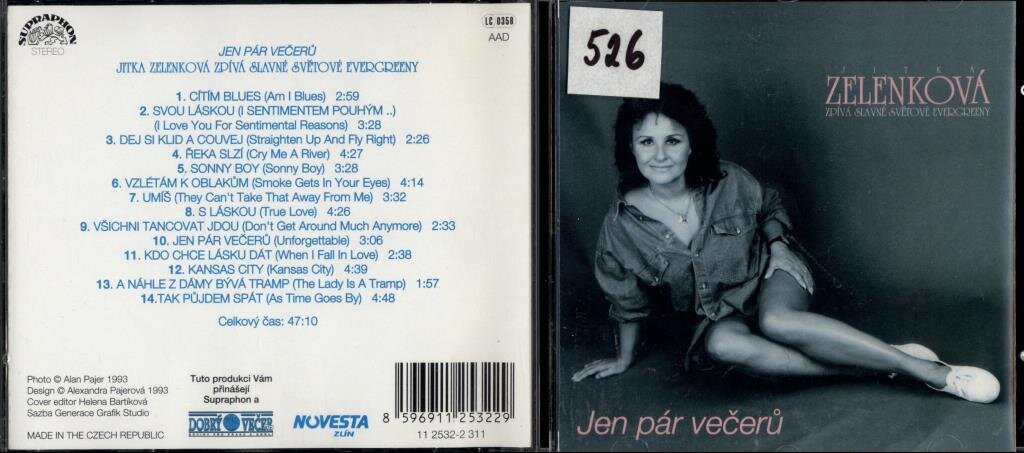 SUPRAPHON
STEREO
LC 0358
AAD
JEN PÁR VEČERŮ
JITKA ZELENKOVÁ ZPÍVÁ SLAVNÉ SVĚTOVÉ EVERGREENY
1. CÍTÍM BLUES (Am I Blues) 2:59
2. SVOU LÁSKOU (I SENTIMENTEM POUHÝM ..)
(I Love You For Sentimental Reasons) 3:28
3. DEJ SI KLID A COUVEJ (Straighten Up And Fly Right) 2:26
4. ŘEKA SLZÍ (Cry Me A River) 4:27
5. SONNY BOY (Sonny Boy) 3:28
6. VZLÉTÁM K OBLAKŮM (Smoke Gets In Your Eyes) 4:14
7. UMÍŠ (They Can't Take That Away From Me) 3:32
8. S LÁSKOU (True Love) 4:26
9. VŠICHNI TANCOVAT JDOU (Don't Get Around Much Anymore) 2:33
10. JEN PÁR VEČERŮ (Unforgettable) 3:06
11. KDO CHCE LÁSKU DÁT (When I Fall In Love) 2:38
12. KANSAS CITY (Kansas City) 4:39
13. A NÁHLE Z DÁMY BÝVÁ TRAMP (The Lady Is A Tramp) 1:57
14.TAK PŮJDEM SPÁT (As Time Goes By) 4:48
Celkový čas: 47:10
Photo © Alan Pajer 1993
Design © Alexandra Pajerová 1993
Cover editor Helena Bartíková
Sazba Generace Grafik Studio
MADE IN THE CZECH REPUBLIC
Tuto produkci Vám
přinášejí
Supraphon a
DOBRÝ VEČER
NOVESTA
ZLÍN
8 596911 253229
11 2532-2 311
526
JITKA
ZELENKOVÁ
ZPÍVÁ SLAVNÉ SVĚTOVÉ EVERGREENY
Jen pár večerů